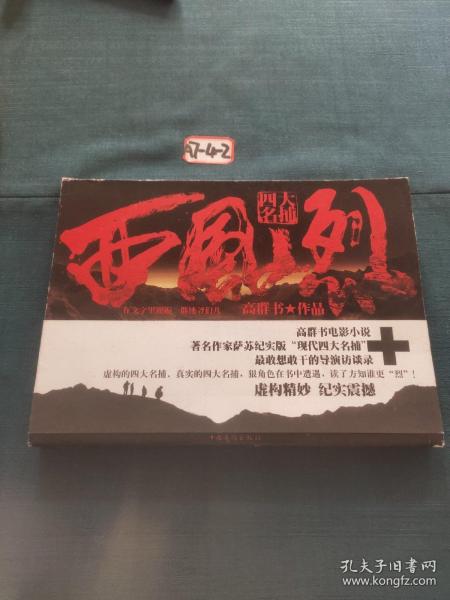 A7-4-2
四大名捕
西风烈
高群书★作品
高群书电影小说
著名作家萨苏纪实版“现代四大名捕”
最敢想敢干的导演访谈录
虚构的四大名捕、真实的四大名捕，狠角色在书中遭遇，读了方知谁更“烈”！
虚构精妙 纪实震撼
孔夫子旧书网
www.kongfz.com